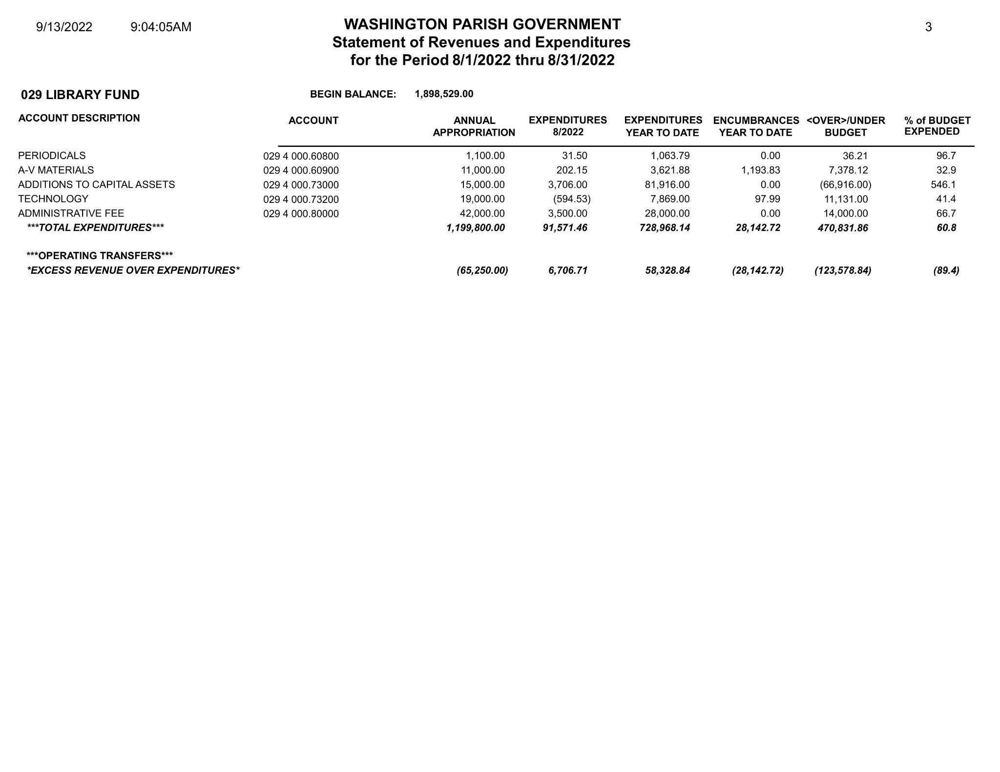 9/13/2022 9:04:05AM WASHINGTON PARISH GOVERNMENT 3
Statement of Revenues and Expenditures
for the Period 8/1/2022 thru 8/31/2022
029 LIBRARY FUND BEGIN BALANCE: 1,898,529.00
ACCOUNT DESCRIPTION ACCOUNT ANNUAL EXPENDITURES EXPENDITURES ENCUMBRANCES <OVER>/UNDER % of BUDGET
APPROPRIATION 8/2022 YEAR TO DATE YEAR TO DATE BUDGET EXPENDED
PERIODICALS 029 4 000.60800 1,100.00 31.50 1,063.79 0.00 36.21 96.7
A-V MATERIALS 029 4 000.60900 11,000.00 202.15 3,621.88 1,193.83 7,378.12 32.9
ADDITIONS TO CAPITAL ASSETS 029 4 000.73000 15,000.00 3,706.00 81,916.00 0.00 (66,916.00) 546.1
TECHNOLOGY 029 4 000.73200 19,000.00 (594.53) 7,869.00 97.99 11,131.00 41.4
ADMINISTRATIVE FEE 029 4 000.80000 42,000.00 3,500.00 28,000.00 0.00 14,000.00 66.7
***TOTAL EXPENDITURES*** 1,199,800.00 91,571.46 728,968.14 28,142.72 470,831.86 60.8
***OPERATING TRANSFERS***
*EXCESS REVENUE OVER EXPENDITURES* (65,250.00) 6,706.71 58,328.84 (28,142.72) (123,578.84) (89.4)